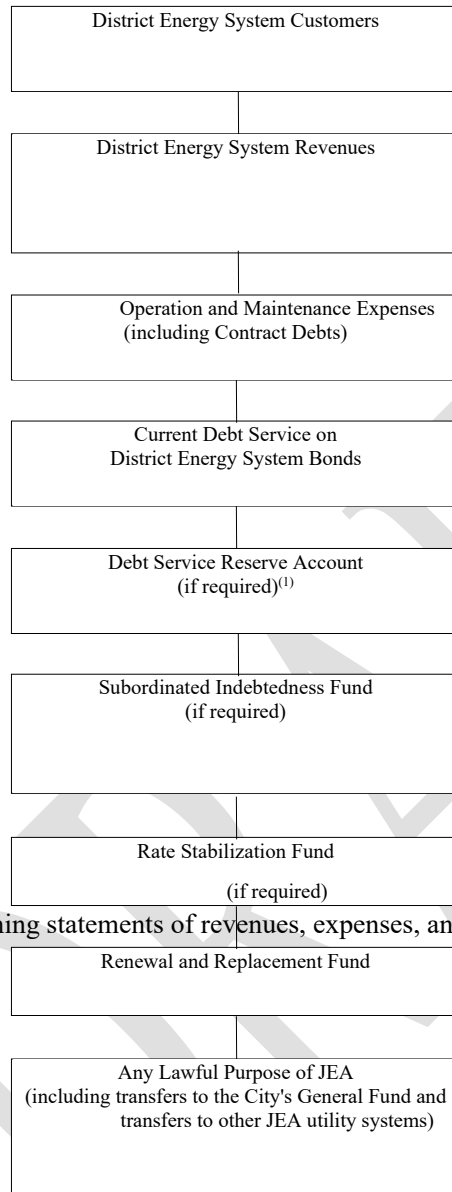 District Energy System Customers
District Energy System Revenues
Operation and Maintenance Expenses
(including Contract Debts)
Current Debt Service on
District Energy System Bonds
Debt Service Reserve Account
(if required)(1)
Subordinated Indebtedness Fund
(if required)
Rate Stabilization Fund
(if required)
ning statements of revenues, expenses, an
Renewal and Replacement Fund
Any Lawful Purpose of JEA
(including transfers to the City's General Fund and
transfers to other JEA utility systems)